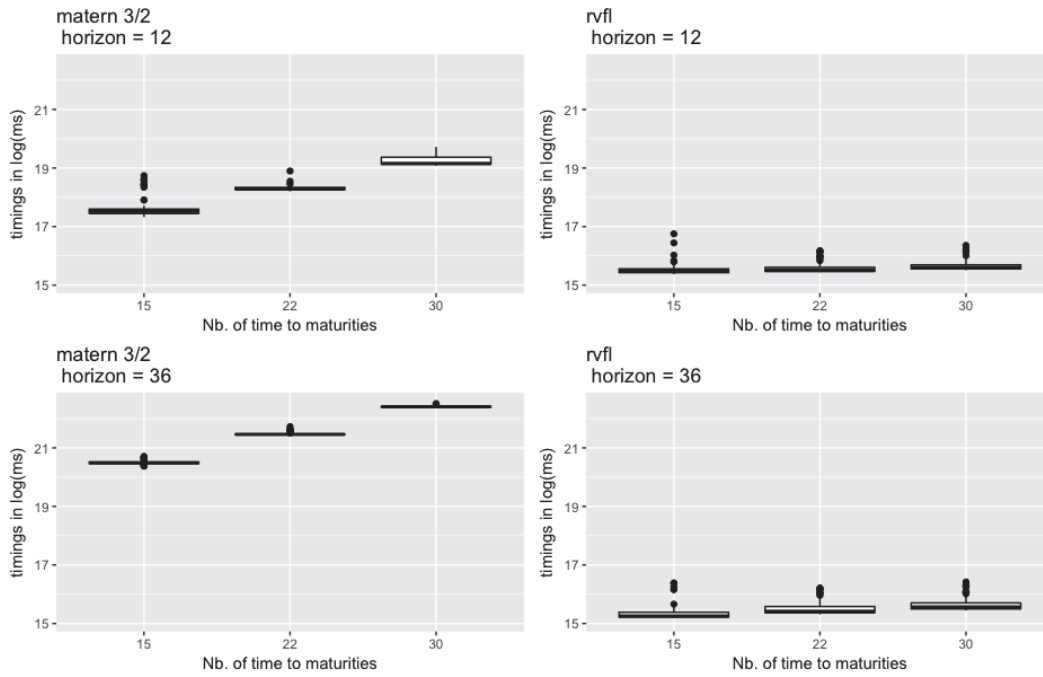 matern 3/2
horizon = 12
timings in log(ms)
21
19
17
15
15 22 30
Nb. of time to maturities
rvfl
horizon = 12
timings in log(ms)
21
19
17
15
15 22 30
Nb. of time to maturities
matern 3/2
horizon = 36
timings in log(ms)
21
19
17
15
15 22 30
Nb. of time to maturities
rvfl
horizon = 36
timings in log(ms)
21
19
17
15
15 22 30
Nb. of time to maturities